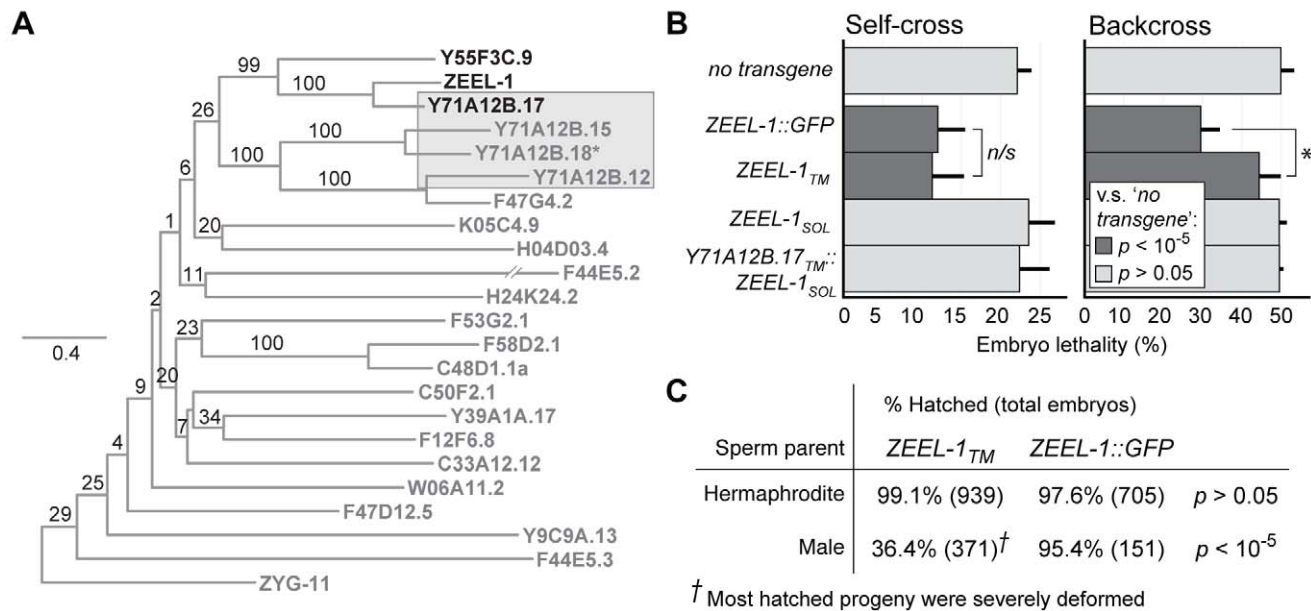 A
99
Y55F3C.9
100
ZEEL-1
Y71A12B.17
26
100
Y71A12B.15
Y71A12B.18*
100
6
100
Y71A12B.12
F47G4.2
1
20
K05C4.9
H04D03.4
11
F44E5.2
H24K24.2
2
F53G2.1
23
100
F58D2.1
C48D1.1a
0.4
20
9
C50F2.1
7
34
Y39A1A.17
F12F6.8
C33A12.12
4
W06A11.2
25
F47D12.5
29
Y9C9A.13
F44E5.3
ZYG-11
B
Self-cross
Backcross
no transgene
ZEEL-1::GFP
n/s
*
ZEEL-1TM
ZEEL-1SOL
Y71A12B.17TM::
ZEEL-1SOL
v.s. ‘no
transgene’:
p < 10-5
p > 0.05
0 5 10 15 20 25
0 10 20 30 40 50
Embryo lethality (%)
C
% Hatched (total embryos)
Sperm parent ZEEL-1TM ZEEL-1::GFP
Hermaphrodite 99.1% (939) 97.6% (705) p > 0.05
Male 36.4% (371)† 95.4% (151) p < 10-5
† Most hatched progeny were severely deformed